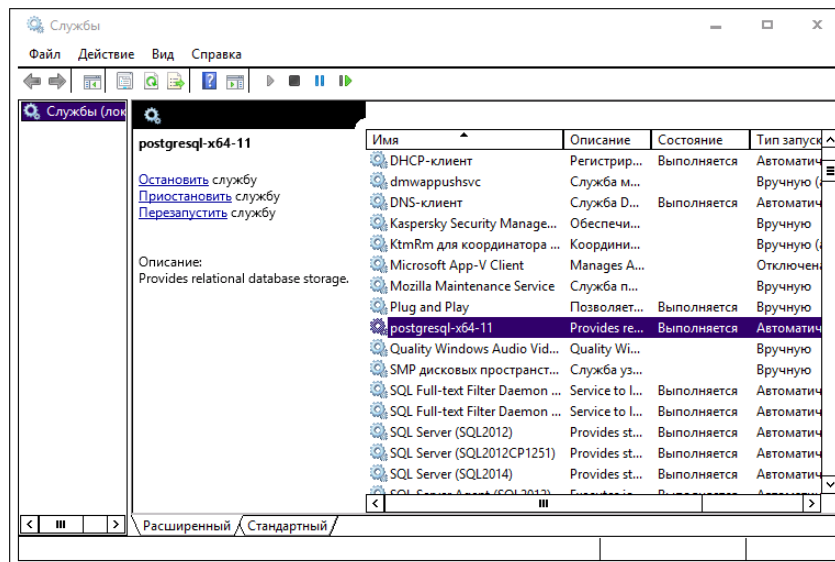 Службы
Файл Действие Вид Справка
Службы (лок
postgresql-x64-11
Остановить службу
Приостановить службу
Перезапустить службу
Описание:
Provides relational database storage.
Имя Описание Состояние Тип запуск
DHCP-клиент Регистрир... Выполняется Автоматич
dmwappushsvc Служба м... Вручную (а
DNS-клиент Служба D... Выполняется Автоматич
Kaspersky Security Manage... Обеспечи... Вручную
KtmRm для координатора ... Координи... Вручную (а
Microsoft App-V Client Manages A... Отключена
Mozilla Maintenance Service Служба п... Вручную
Plug and Play Позволяет... Выполняется Вручную
postgresql-x64-11 Provides re... Выполняется Автоматич
Quality Windows Audio Vid... Quality Wi... Вручную
SMP дисковых пространст... Служба уз... Вручную
SQL Full-text Filter Daemon ... Service to l... Выполняется Автоматич
SQL Full-text Filter Daemon ... Service to l... Выполняется Автоматич
SQL Server (SQL2012) Provides st... Выполняется Автоматич
SQL Server (SQL2012CP1251) Provides st... Выполняется Автоматич
SQL Server (SQL2014) Provides st... Выполняется Автоматич
SQL Server Agent (SQL2012)
Расширенный Стандартный